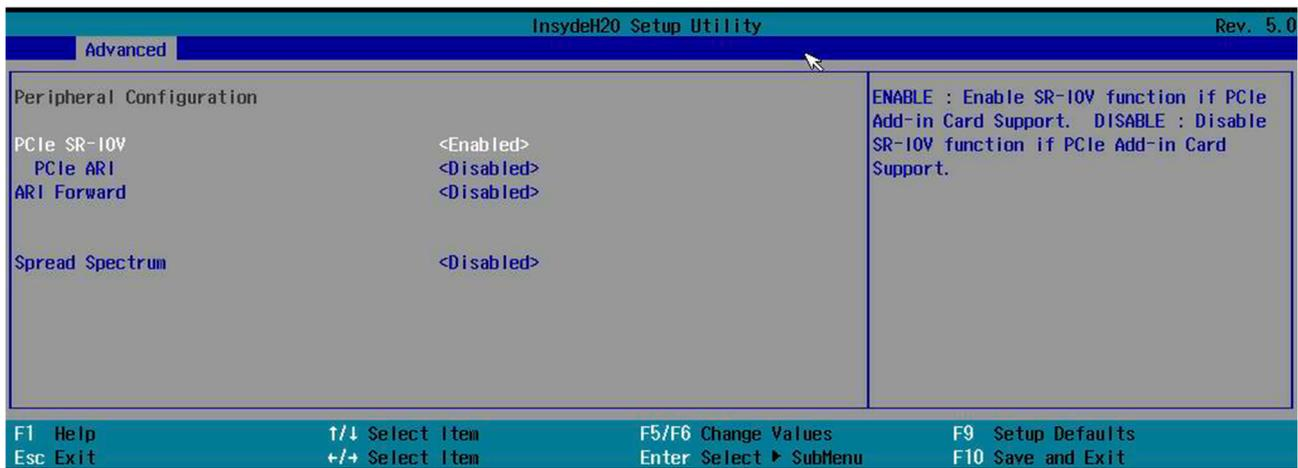 InsydeH2O Setup Utility Rev. 5.0
Advanced
Peripheral Configuration
PCIe SR-IOV <Enabled>
PCIe ARI <Disabled>
ARI Forward <Disabled>
Spread Spectrum <Disabled>
ENABLE : Enable SR-IOV function if PCIe
Add-in Card Support. DISABLE : Disable
SR-IOV function if PCIe Add-in Card
Support.
F1 Help ↑/↓ Select Item F5/F6 Change Values F9 Setup Defaults
Esc Exit ←/→ Select Item Enter Select ▶ SubMenu F10 Save and Exit